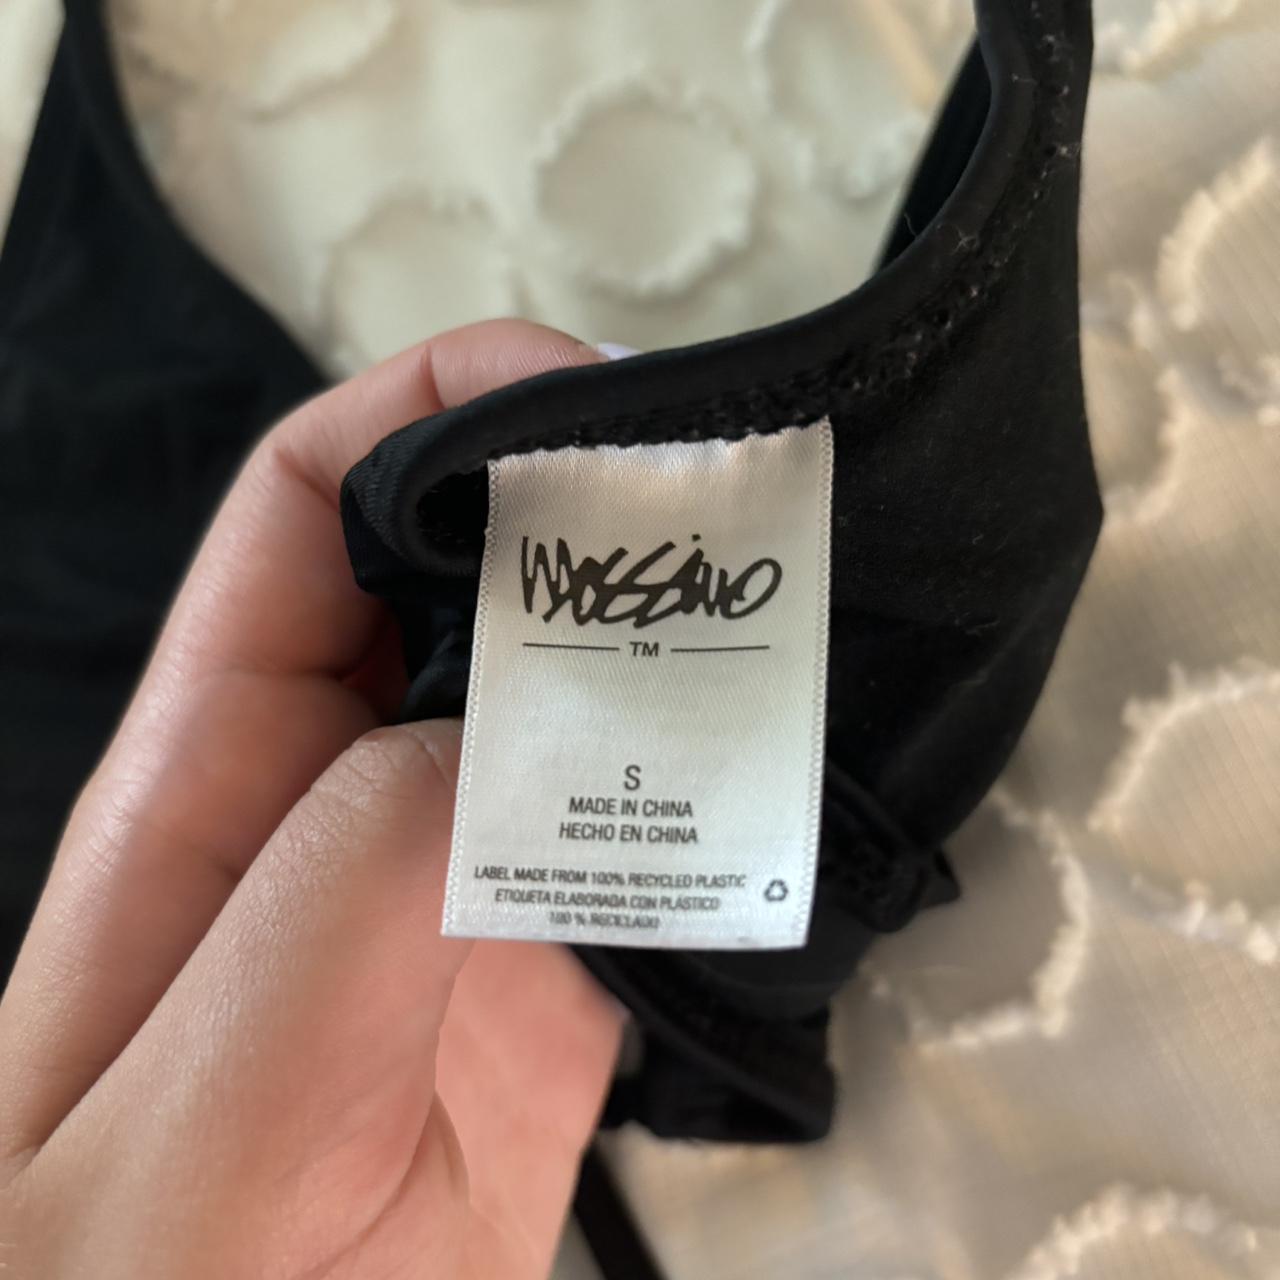 Mossimo
TM
S
MADE IN CHINA
HECHO EN CHINA
LABEL MADE FROM 100% RECYCLED PLASTIC
ETIQUETA ELABORADA CON PLASTICO
100 % RECICLADO